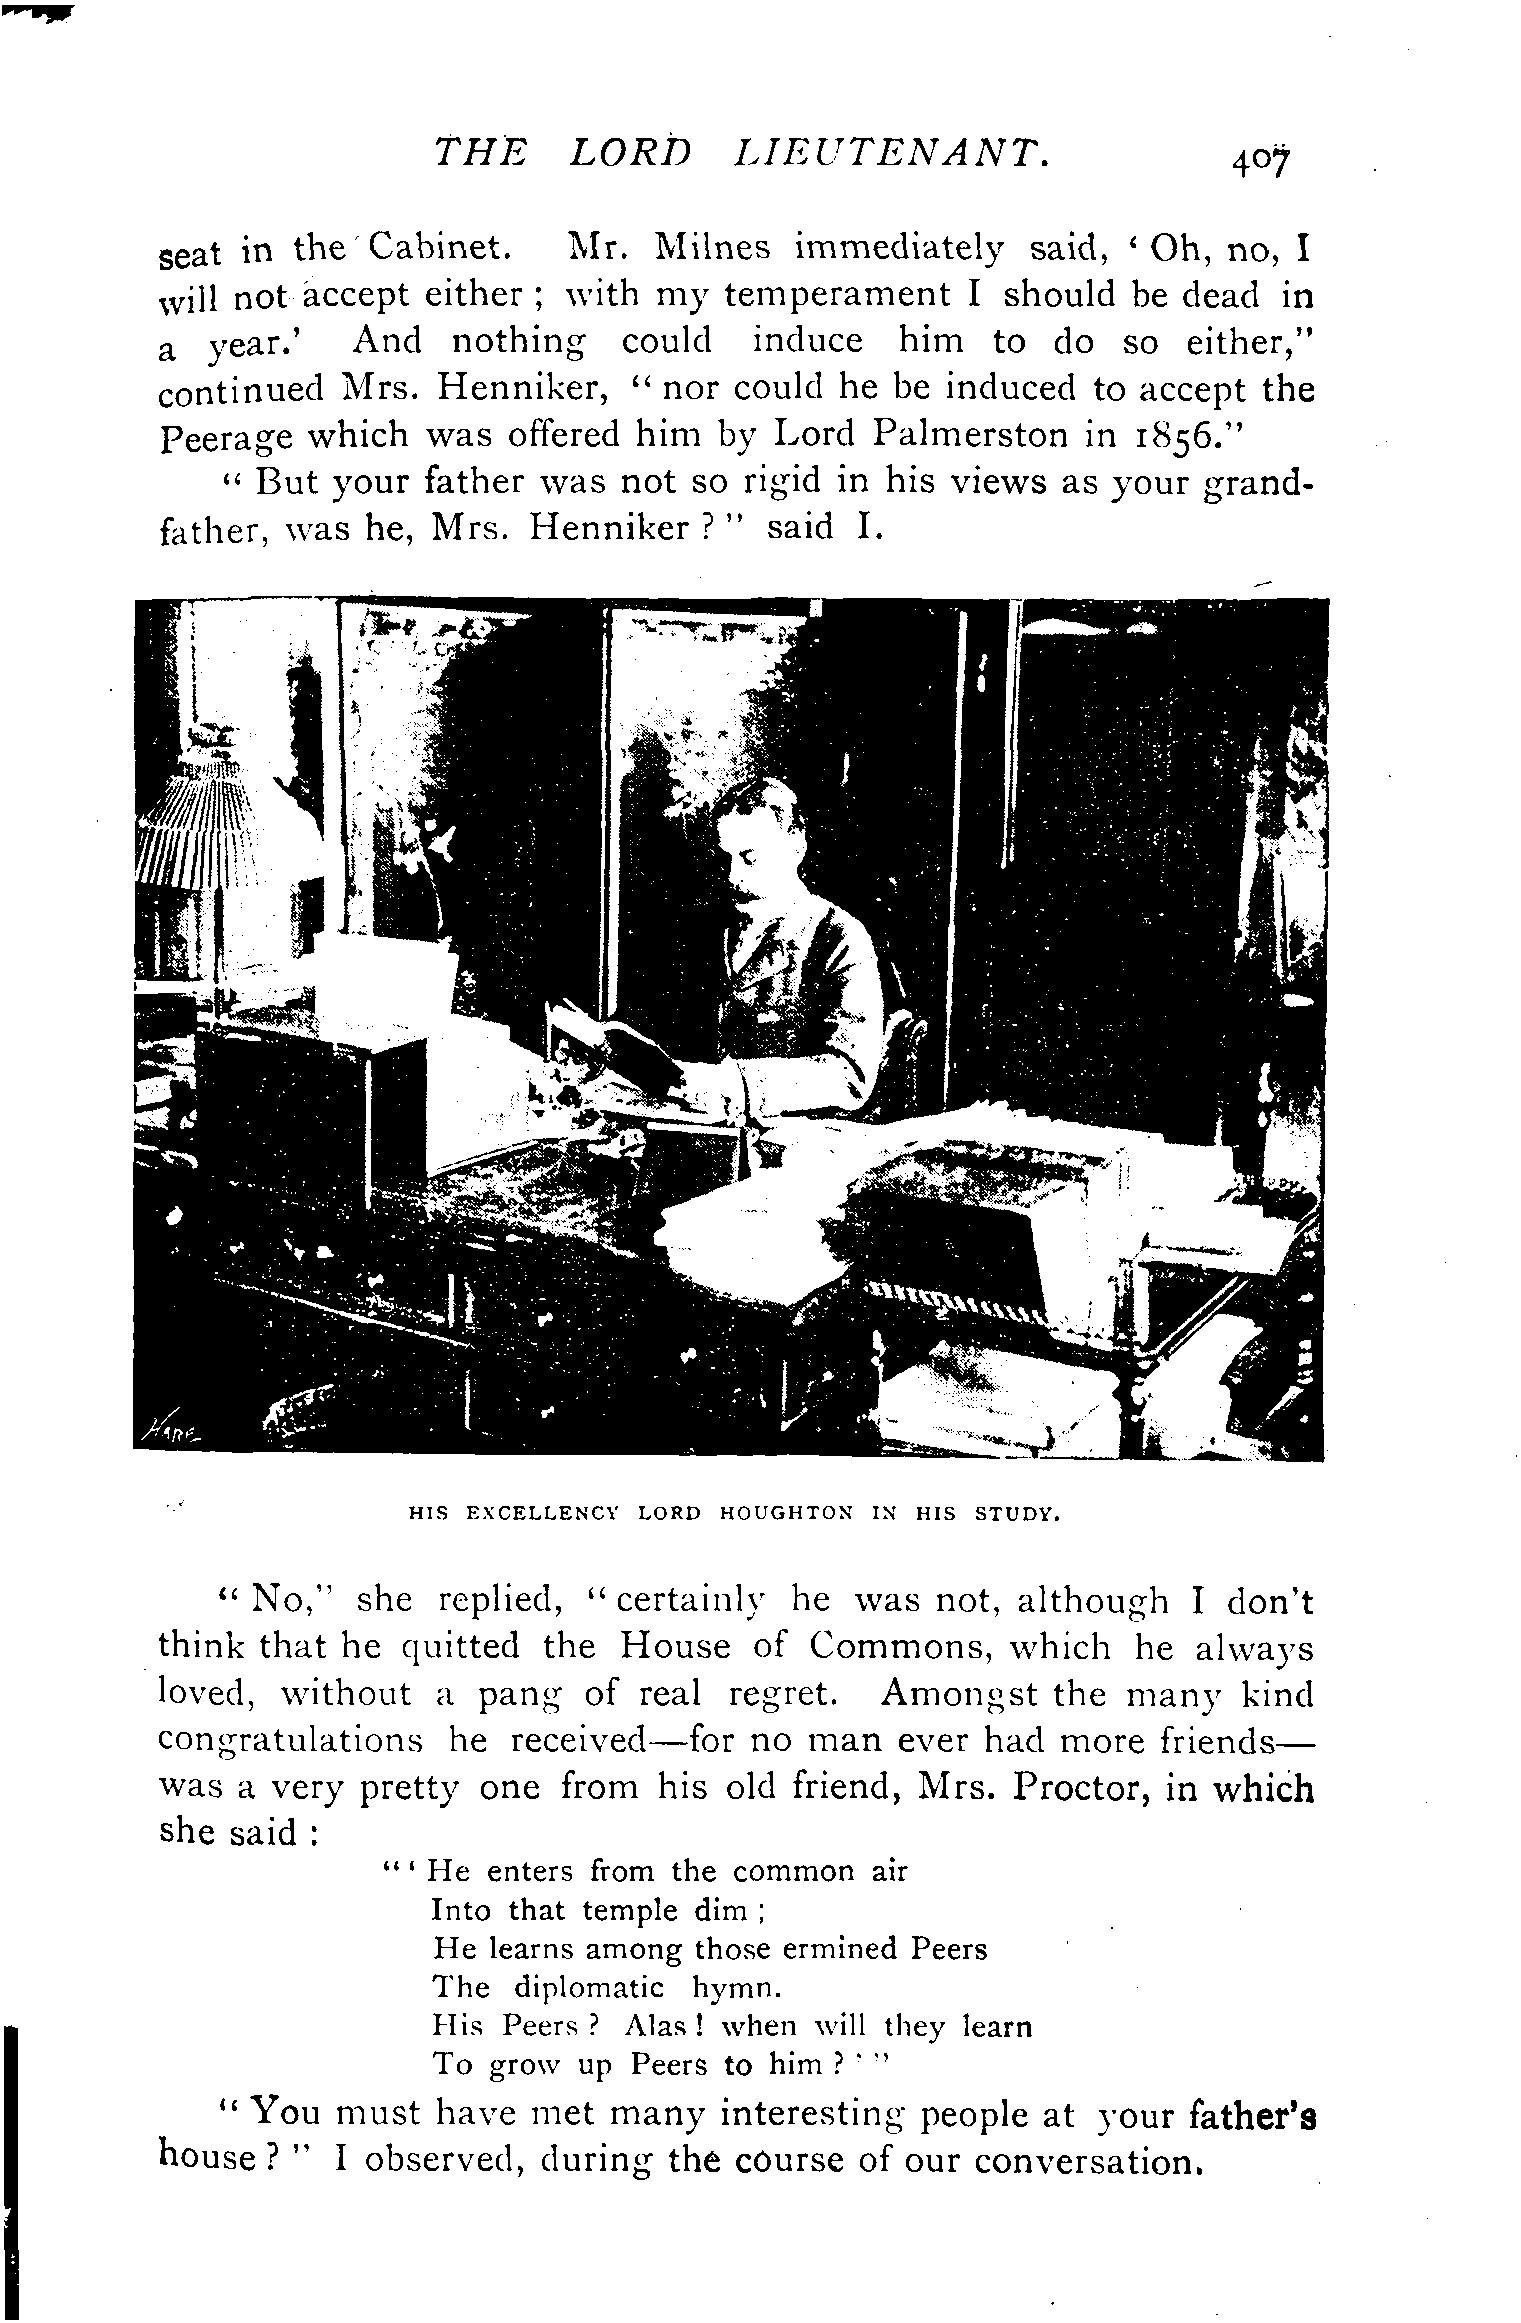 THE LORD LIEUTENANT. 407
seat in the Cabinet. Mr. Milnes immediately said, ‘ Oh, no, I
will not accept either ; with my temperament I should be dead in
a year.’ And nothing could induce him to do so either,”
continued Mrs. Henniker, “ nor could he be induced to accept the
Peerage which was offered him by Lord Palmerston in 1856.”
“ But your father was not so rigid in his views as your grand-
father, was he, Mrs. Henniker ? ” said I.
HARE
HIS EXCELLENCY LORD HOUGHTON IN HIS STUDY.
“ No,” she replied, “ certainly he was not, although I don’t
think that he quitted the House of Commons, which he always
loved, without a pang of real regret. Amongst the many kind
congratulations he received—for no man ever had more friends—
was a very pretty one from his old friend, Mrs. Proctor, in which
she said :
“ ‘ He enters from the common air
Into that temple dim ;
He learns among those ermined Peers
The diplomatic hymn.
His Peers ? Alas ! when will they learn
To grow up Peers to him ? ’ ”
“ You must have met many interesting people at your father’s
house ? ” I observed, during the course of our conversation.